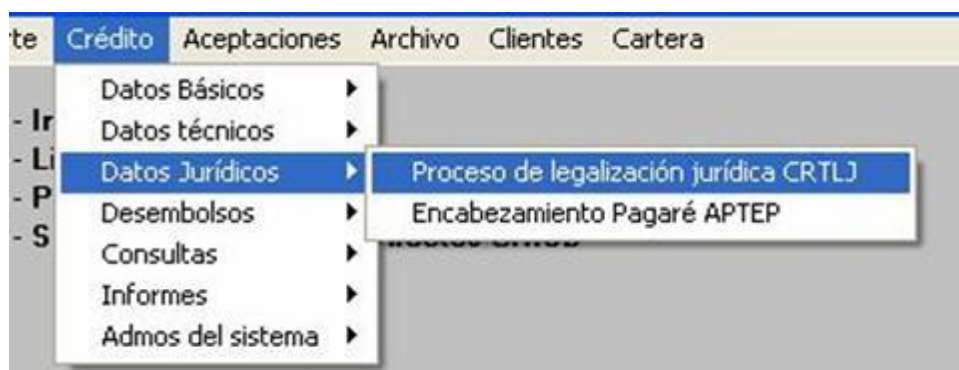 Crédito Aceptaciones Archivo Clientes Cartera
Datos Básicos
Datos técnicos
Datos Jurídicos
Proceso de legalización jurídica CRTLJ
Desembolsos
Encabezamiento Pagaré APTEP
Consultas
Informes
Admos del sistema